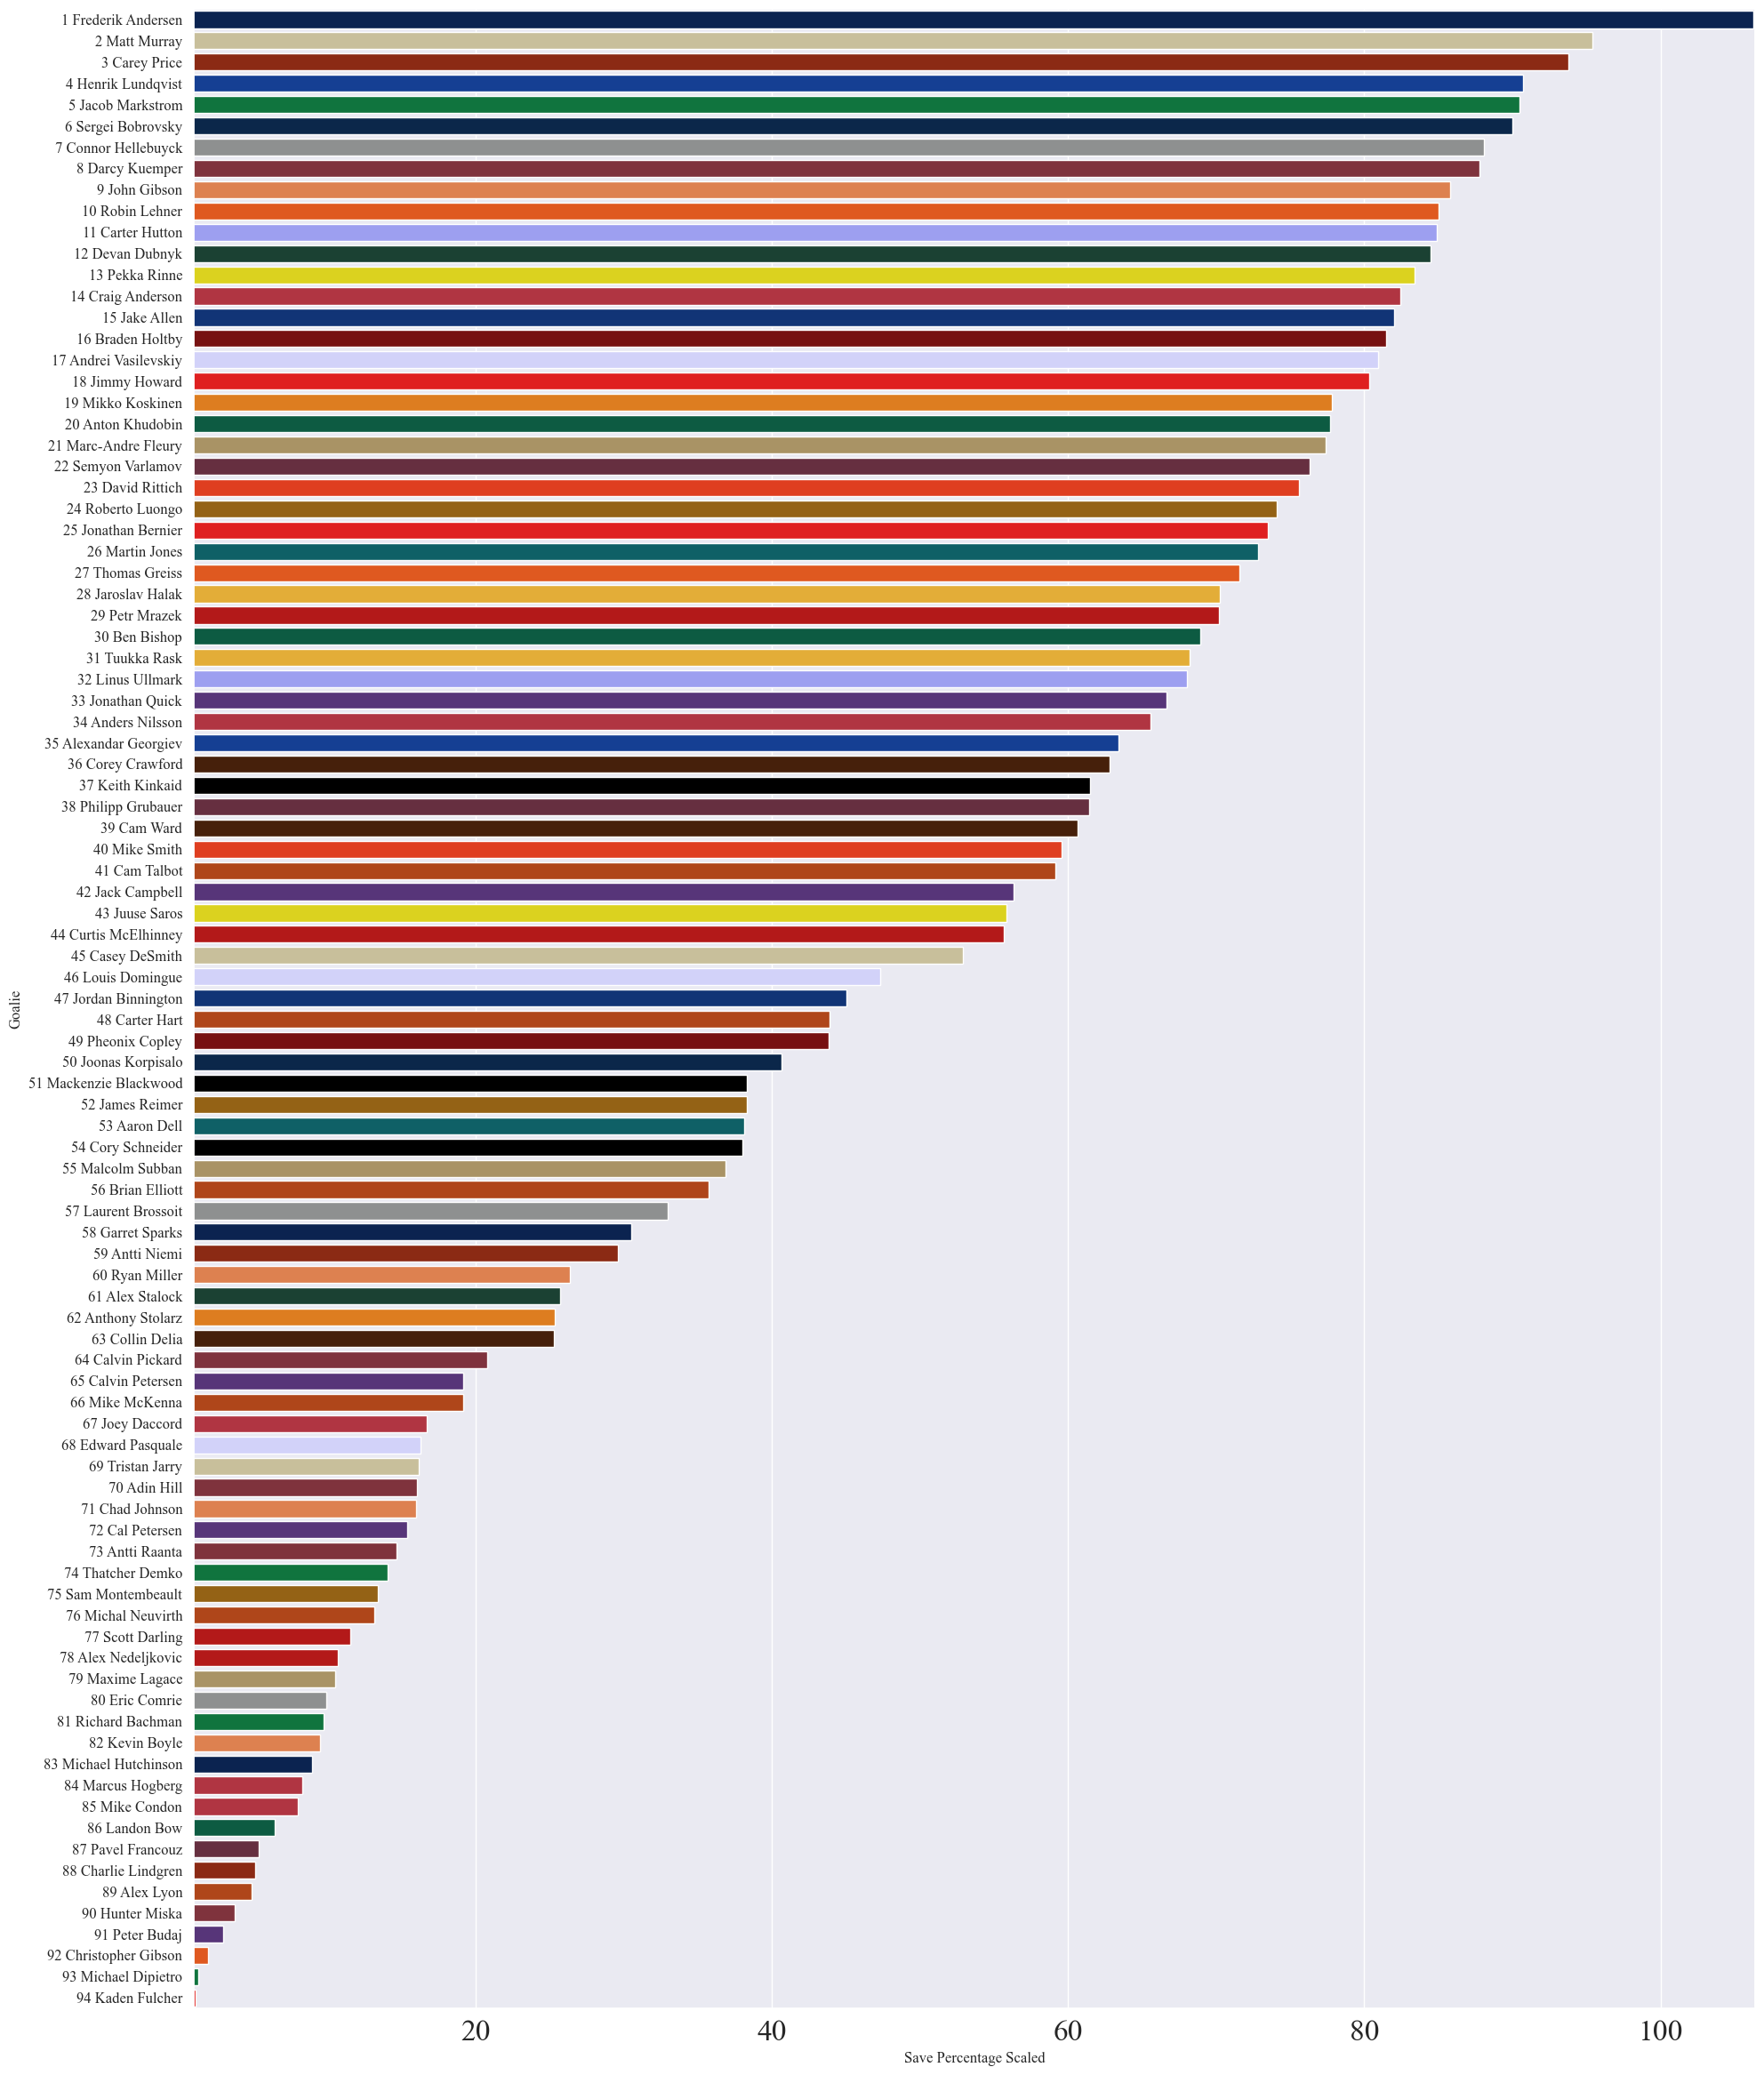 1 Frederik Andersen
2 Matt Murray
3 Carey Price
4 Henrik Lundqvist
5 Jacob Markstrom
6 Sergei Bobrovsky
7 Connor Hellebuyck
8 Darcy Kuemper
9 John Gibson
10 Robin Lehner
11 Carter Hutton
12 Devan Dubnyk
13 Pekka Rinne
14 Craig Anderson
15 Jake Allen
16 Braden Holtby
17 Andrei Vasilevskiy
18 Jimmy Howard
19 Mikko Koskinen
20 Anton Khudobin
21 Marc-Andre Fleury
22 Semyon Varlamov
23 David Rittich
24 Roberto Luongo
25 Jonathan Bernier
26 Martin Jones
27 Thomas Greiss
28 Jaroslav Halak
29 Petr Mrazek
30 Ben Bishop
31 Tuukka Rask
32 Linus Ullmark
33 Jonathan Quick
34 Anders Nilsson
35 Alexandar Georgiev
36 Corey Crawford
37 Keith Kinkaid
38 Philipp Grubauer
39 Cam Ward
40 Mike Smith
41 Cam Talbot
42 Jack Campbell
43 Juuse Saros
44 Curtis McElhinney
45 Casey DeSmith
46 Louis Domingue
47 Jordan Binnington
48 Carter Hart
49 Pheonix Copley
50 Joonas Korpisalo
51 Mackenzie Blackwood
52 James Reimer
53 Aaron Dell
54 Cory Schneider
55 Malcolm Subban
56 Brian Elliott
57 Laurent Brossoit
58 Garret Sparks
59 Antti Niemi
60 Ryan Miller
61 Alex Stalock
62 Anthony Stolarz
63 Collin Delia
64 Calvin Pickard
65 Calvin Petersen
66 Mike McKenna
67 Joey Daccord
68 Edward Pasquale
69 Tristan Jarry
70 Adin Hill
71 Chad Johnson
72 Cal Petersen
73 Antti Raanta
74 Thatcher Demko
75 Sam Montembeault
76 Michal Neuvirth
77 Scott Darling
78 Alex Nedeljkovic
79 Maxime Lagace
80 Eric Comrie
81 Richard Bachman
82 Kevin Boyle
83 Michael Hutchinson
84 Marcus Hogberg
85 Mike Condon
86 Landon Bow
87 Pavel Francouz
88 Charlie Lindgren
89 Alex Lyon
90 Hunter Miska
91 Peter Budaj
92 Christopher Gibson
93 Michael Dipietro
94 Kaden Fulcher
Goalie
20 40 60 80 100
Save Percentage Scaled